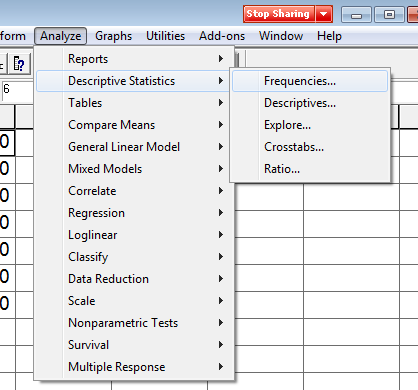 Stop Sharing
form Analyze Graphs Utilities Add-ons Window Help
6
Reports
Descriptive Statistics
Tables
Compare Means
General Linear Model
Mixed Models
Correlate
Regression
Loglinear
Classify
Data Reduction
Scale
Nonparametric Tests
Survival
Multiple Response
Frequencies...
Descriptives...
Explore...
Crosstabs...
Ratio...
0
0
0
0
0
0
0